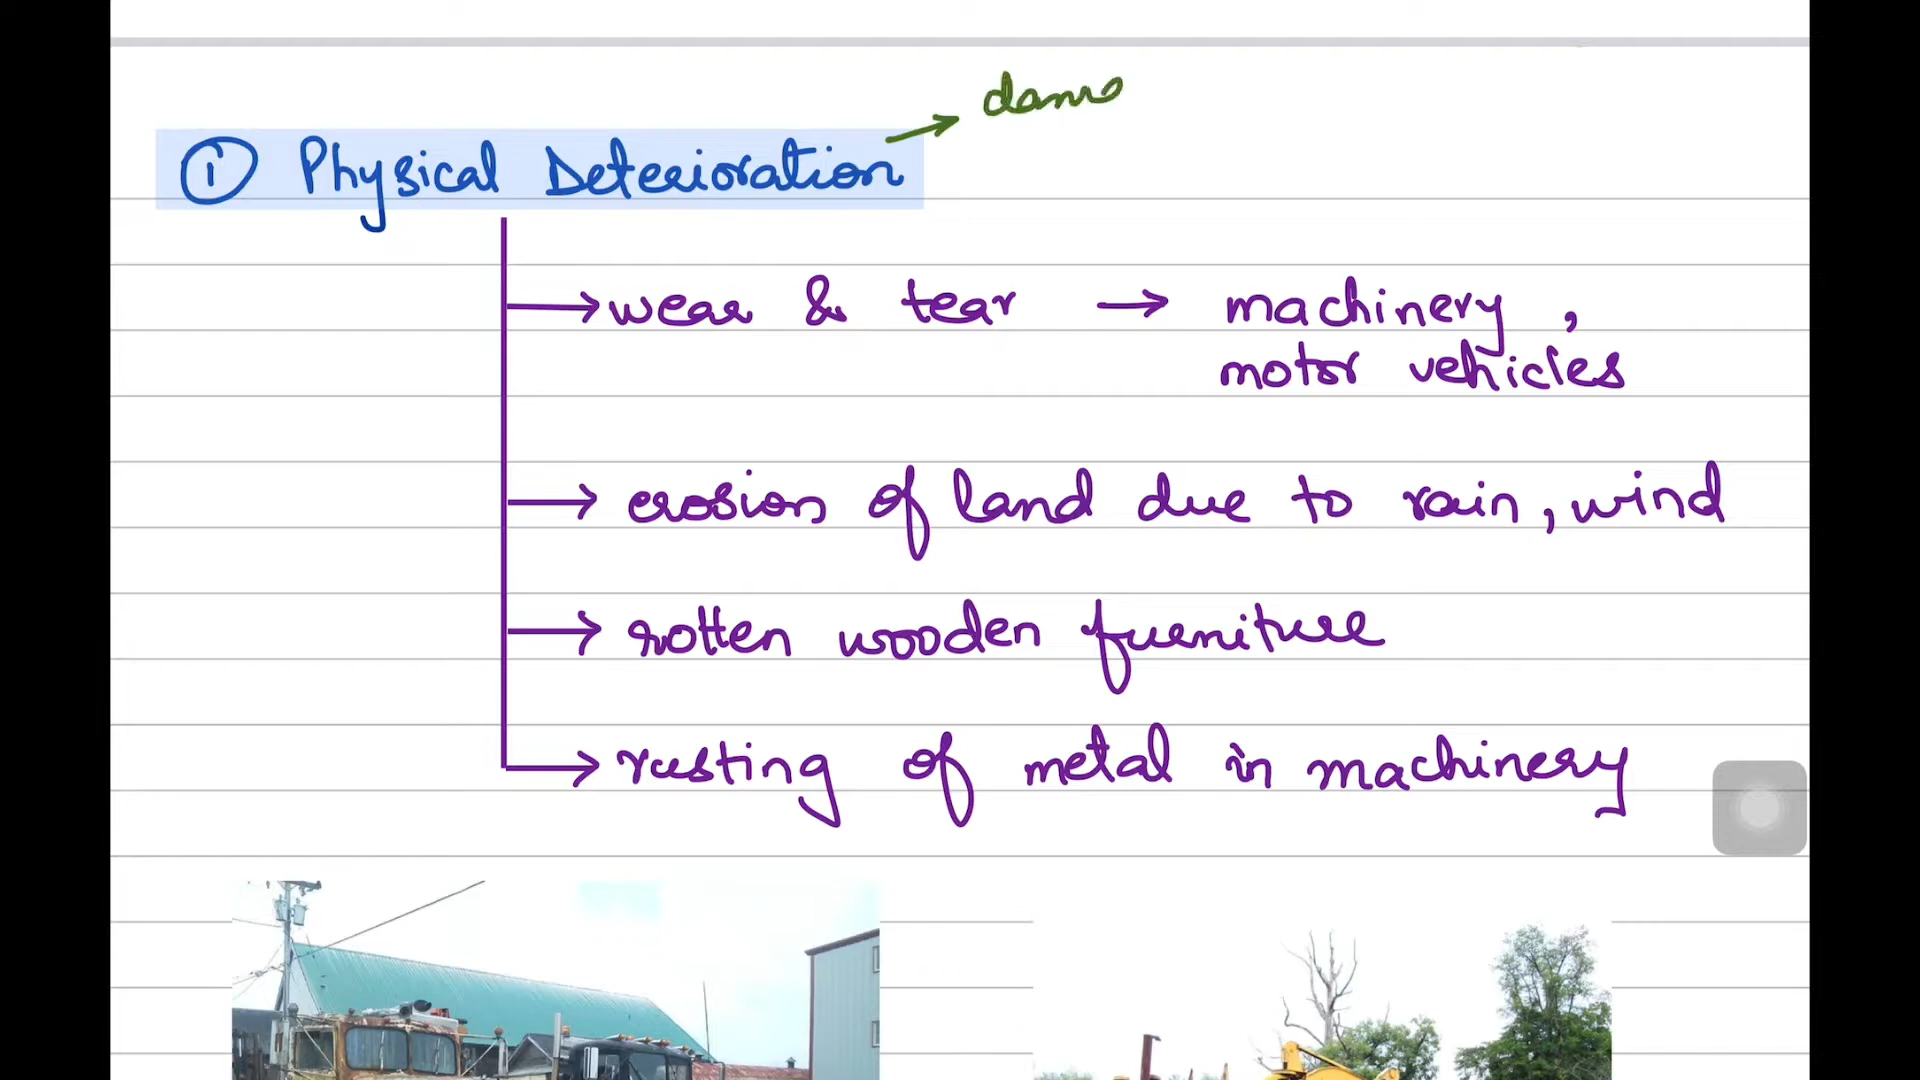 dama
① Physical Deterioration
→ wear & tear → machinery,
motor vehicles
→ erosion of land due to rain, wind
→ rotten wooden furniture
→ rusting of metal in machinery